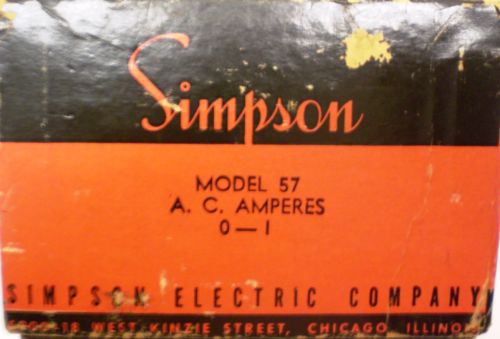 Simpson
MODEL 57
A. C. AMPERES
0 — 1
SIMPSON ELECTRIC COMPANY
WEST KINZIE STREET, CHICAGO, ILLINOIS